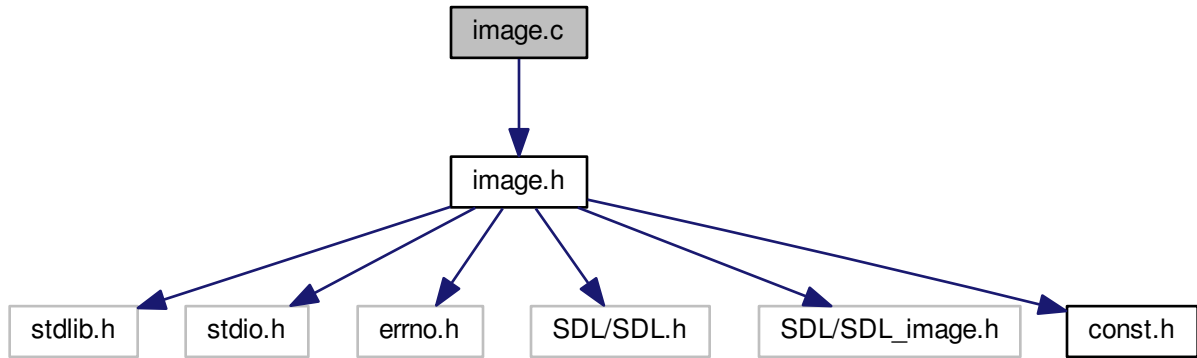 image.c
image.h
stdlib.h
stdio.h
errno.h
SDL/SDL.h
SDL/SDL_image.h
const.h